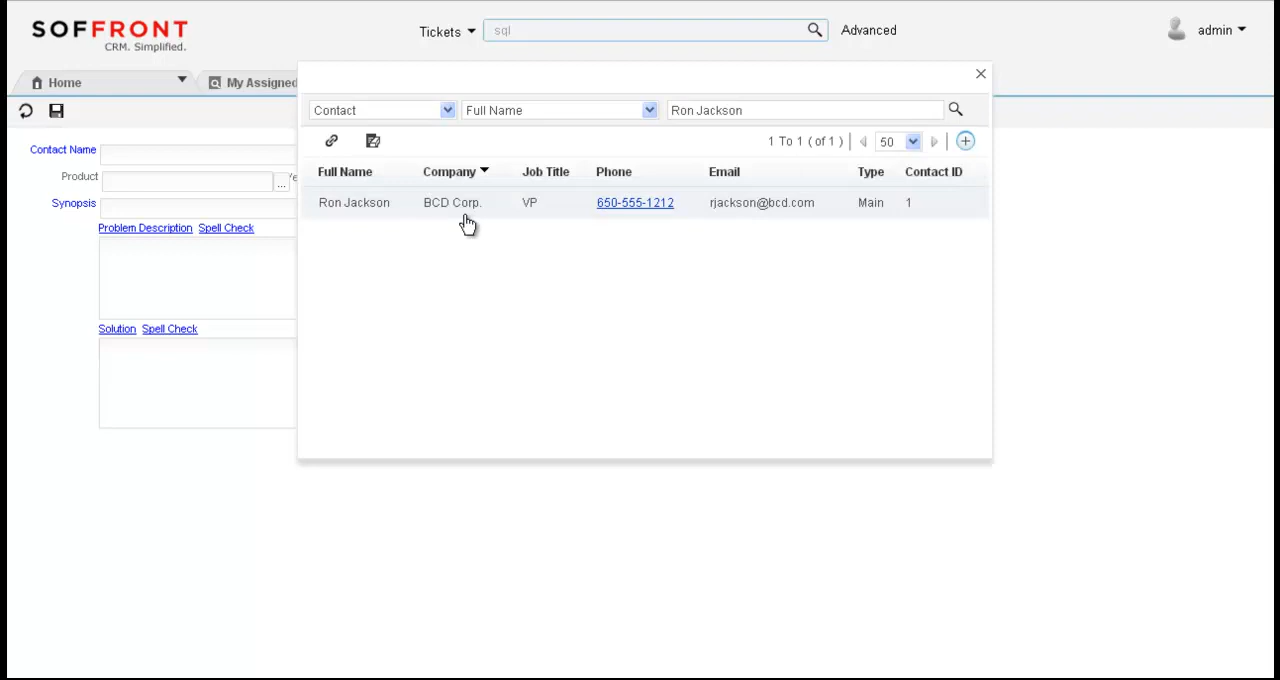 SOFFRONT
CRM. Simplified.
Tickets sql Advanced admin
Home My Assigned
Contact Full Name Ron Jackson
1 To 1 ( of 1 ) 50
Full Name Company Job Title Phone Email Type Contact ID
Ron Jackson BCD Corp. VP 650-555-1212 rjackson@bcd.com Main 1
Contact Name
Product ...
Synopsis
Problem Description Spell Check
Solution Spell Check